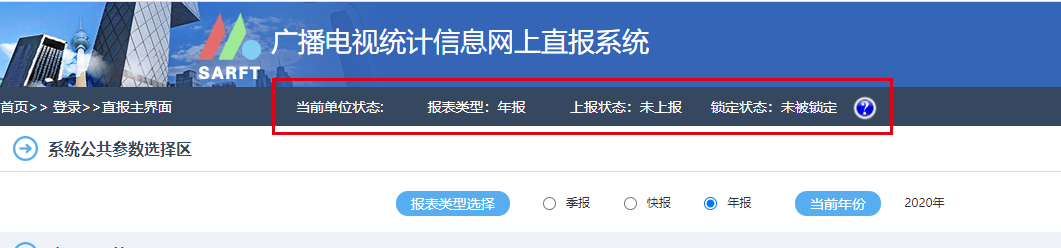 广播电视统计信息网上直报系统
SARFT
首页>> 登录>>直报主界面 当前单位状态: 报表类型：年报 上报状态：未上报 锁定状态：未被锁定 ?
系统公共参数选择区
报表类型选择 季报 快报 年报 当前年份 2020年